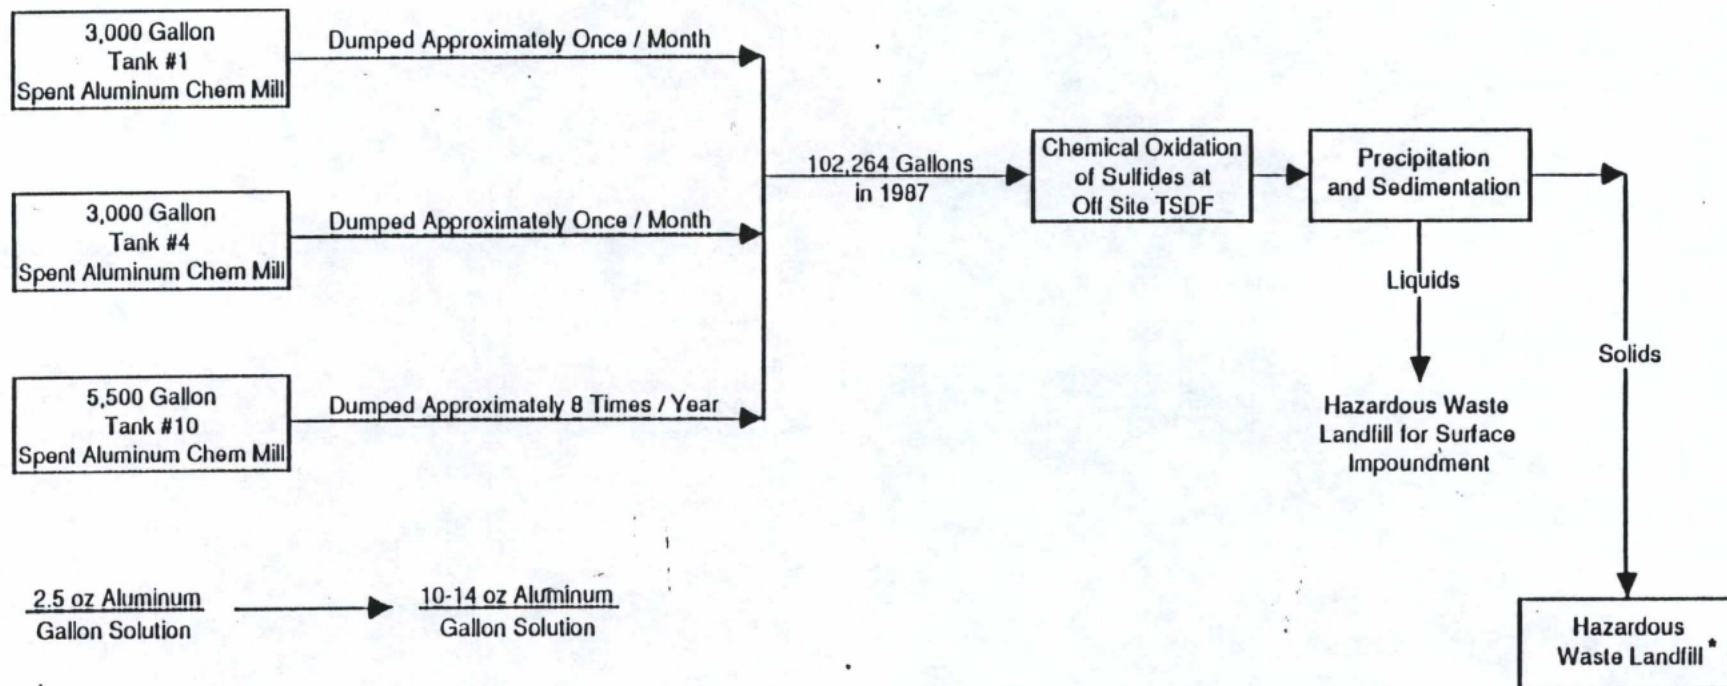 3,000 Gallon
Tank #1
Spent Aluminum Chem Mill
Dumped Approximately Once / Month
3,000 Gallon
Tank #4
Spent Aluminum Chem Mill
Dumped Approximately Once / Month
5,500 Gallon
Tank #10
Spent Aluminum Chem Mill
Dumped Approximately 8 Times / Year
102,264 Gallons
in 1987
Chemical Oxidation
of Sulfides at
Off Site TSDF
Precipitation
and Sedimentation
Liquids
Hazardous Waste
Landfill for Surface
Impoundment
Solids
Hazardous
Waste Landfill*
2.5 oz Aluminum
Gallon Solution
10-14 oz Aluminum
Gallon Solution